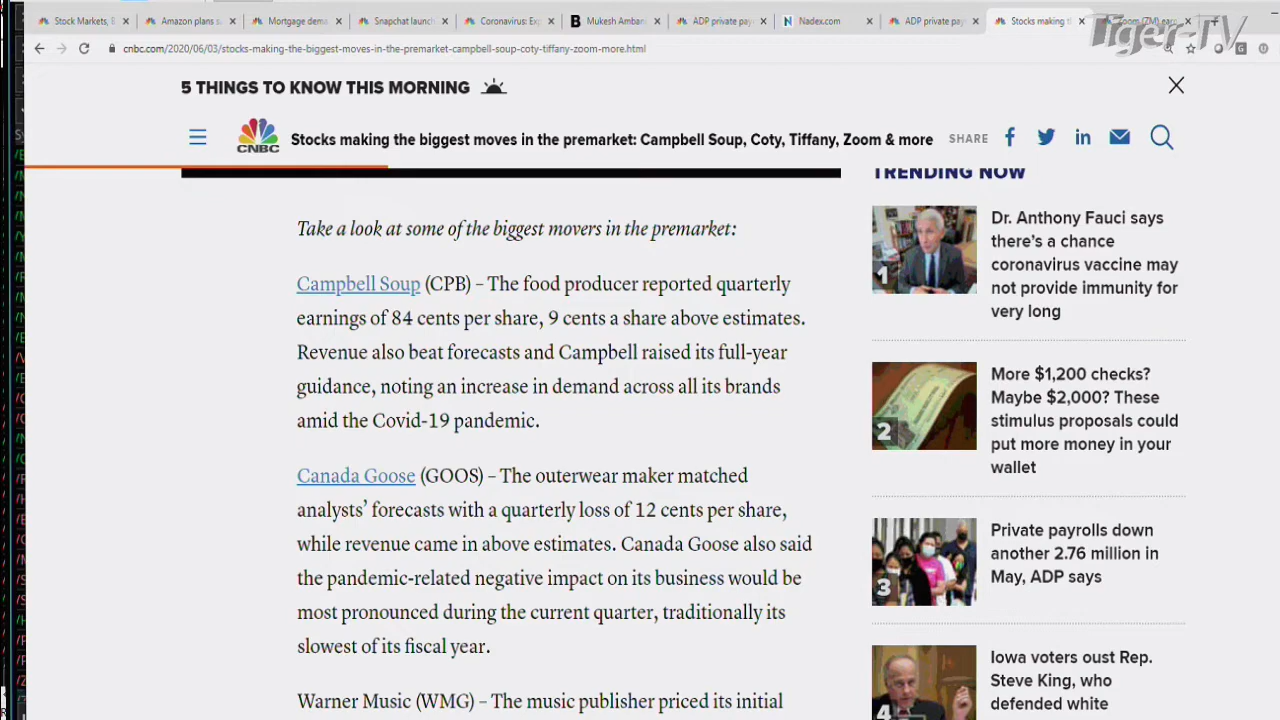 Stock Markets, B
Amazon plans s
Mortgage dema
Snapchat launc
Coronavirus: Ex
Mukesh Amban
ADP private pay
Nadex.com
ADP private pay
Stocks making t
Zoom (ZM) earn
Tiger-TV
cnbc.com/2020/06/03/stocks-making-the-biggest-moves-in-the-premarket-campbell-soup-coty-tiffany-zoom-more.html
5 THINGS TO KNOW THIS MORNING
CNBC
Stocks making the biggest moves in the premarket: Campbell Soup, Coty, Tiffany, Zoom & more
SHARE
Take a look at some of the biggest movers in the premarket:
Campbell Soup (CPB) – The food producer reported quarterly
earnings of 84 cents per share, 9 cents a share above estimates.
Revenue also beat forecasts and Campbell raised its full-year
guidance, noting an increase in demand across all its brands
amid the Covid-19 pandemic.
Canada Goose (GOOS) – The outerwear maker matched
analysts’ forecasts with a quarterly loss of 12 cents per share,
while revenue came in above estimates. Canada Goose also said
the pandemic-related negative impact on its business would be
most pronounced during the current quarter, traditionally its
slowest of its fiscal year.
Warner Music (WMG) – The music publisher priced its initial
TRENDING NOW
1
Dr. Anthony Fauci says
there’s a chance
coronavirus vaccine may
not provide immunity for
very long
2
More $1,200 checks?
Maybe $2,000? These
stimulus proposals could
put more money in your
wallet
3
Private payrolls down
another 2.76 million in
May, ADP says
4
Iowa voters oust Rep.
Steve King, who
defended white